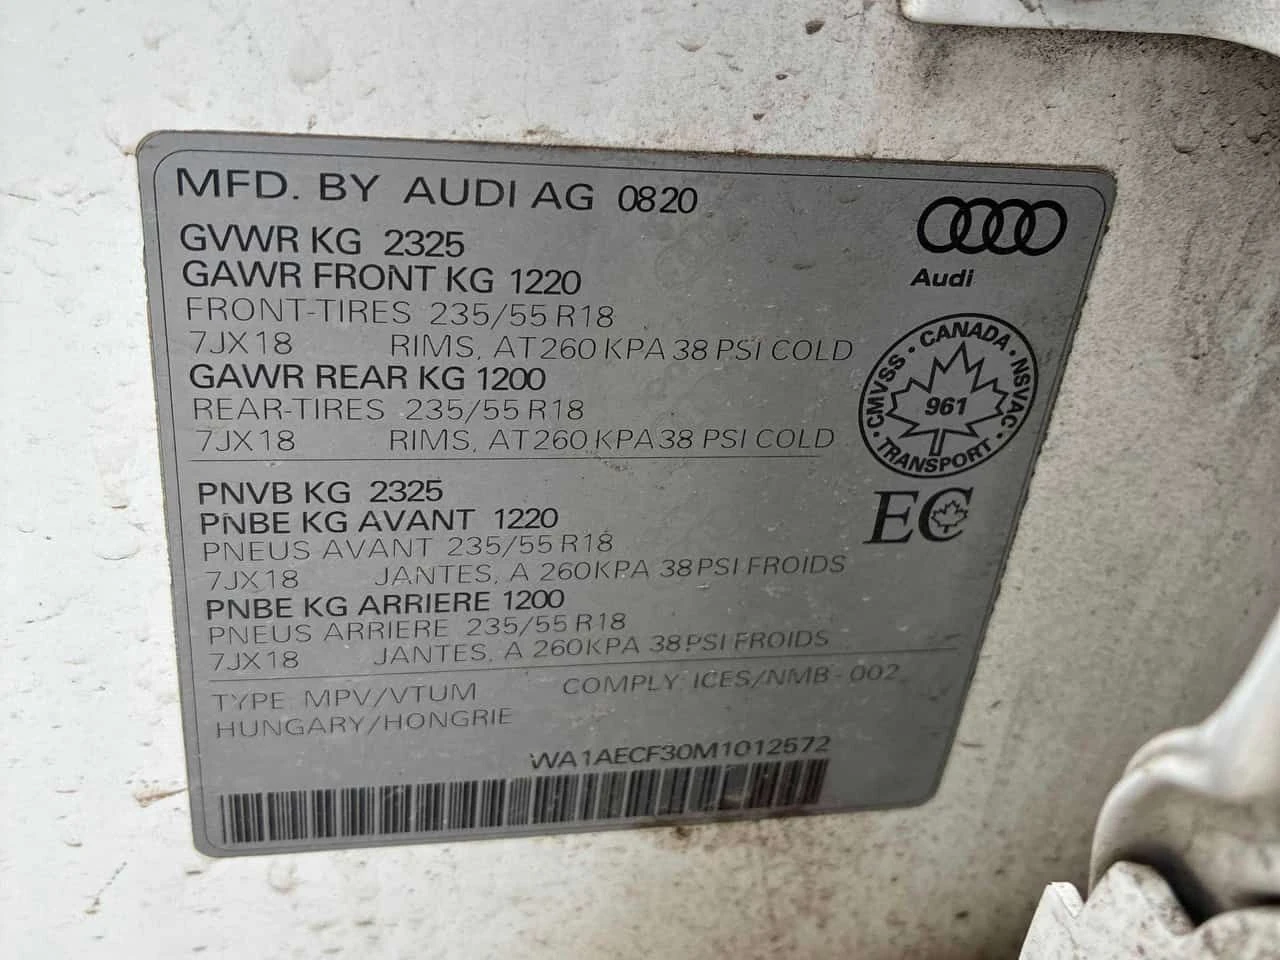 MFD. BY AUDI AG 0820
GVWR KG 2325
GAWR FRONT KG 1220
FRONT-TIRES 235/55 R18
7JX18 RIMS, AT 260 KPA 38 PSI COLD
GAWR REAR KG 1200
REAR-TIRES 235/55 R18
7JX18 RIMS, AT 260 KPA 38 PSI COLD
Audi
CANADA · NSVAC · TRANSPORT · CMVSS ·
961
PNVB KG 2325
PNBE KG AVANT 1220
PNEUS AVANT 235/55 R18
7JX18 JANTES, A 260KPA 38PSI FROIDS
PNBE KG ARRIERE 1200
PNEUS ARRIERE 235/55 R18
7JX18 JANTES, A 260KPA 38PSI FROIDS
EC
TYPE MPV/VTUM COMPLY ICES/NMB-002
HUNGARY/HONGRIE
WA1AECF30M1012572